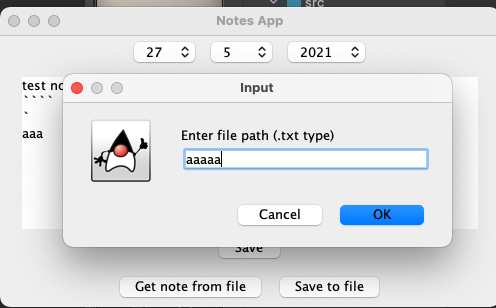 src
Notes App
27 5 2021
test no
````
`
aaa
Input
Enter file path (.txt type)
aaaaa
Cancel OK
Save
Get note from file Save to file